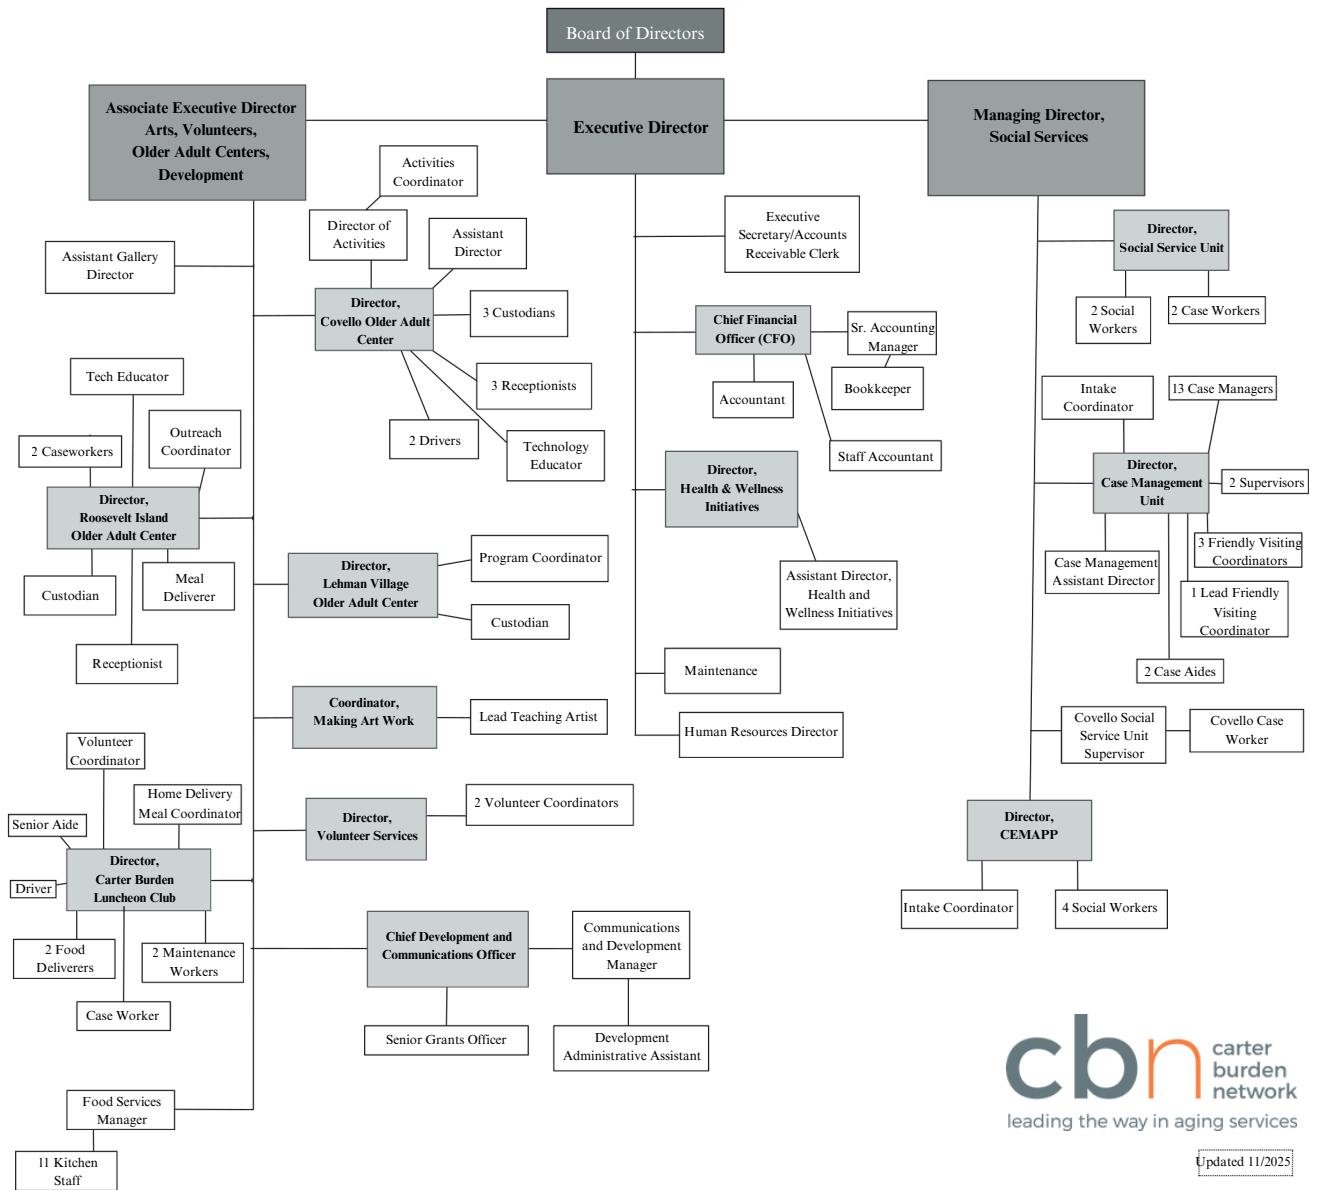 Board of Directors
Associate Executive Director
Arts, Volunteers,
Older Adult Centers,
Development
Executive Director
Managing Director,
Social Services
Activities
Coordinator
Director of
Activities
Assistant
Director
Assistant Gallery
Director
Director,
Covello Older Adult
Center
3 Custodians
3 Receptionists
2 Drivers
Technology
Educator
Tech Educator
Outreach
Coordinator
2 Caseworkers
Director,
Roosevelt Island
Older Adult Center
Custodian
Meal
Deliverer
Receptionist
Director,
Lehman Village
Older Adult Center
Program Coordinator
Custodian
Coordinator,
Making Art Work
Lead Teaching Artist
Volunteer
Coordinator
Home Delivery
Meal Coordinator
Senior Aide
Director,
Carter Burden
Luncheon Club
Driver
2 Food
Deliverers
2 Maintenance
Workers
Case Worker
Director,
Volunteer Services
2 Volunteer Coordinators
Chief Development and
Communications Officer
Communications
and Development
Manager
Senior Grants Officer
Development
Administrative Assistant
Food Services
Manager
11 Kitchen
Staff
Executive
Secretary/Accounts
Receivable Clerk
Chief Financial
Officer (CFO)
Sr. Accounting
Manager
Bookkeeper
Accountant
Staff Accountant
Director,
Health & Wellness
Initiatives
Assistant Director,
Health and
Wellness Initiatives
Maintenance
Human Resources Director
Director,
Social Service Unit
2 Social
Workers
2 Case Workers
Intake
Coordinator
13 Case Managers
Director,
Case Management
Unit
2 Supervisors
3 Friendly Visiting
Coordinators
Case Management
Assistant Director
1 Lead Friendly
Visiting
Coordinator
2 Case Aides
Covello Social
Service Unit
Supervisor
Covello Case
Worker
Director,
CEMAPP
Intake Coordinator
4 Social Workers
cbn
carter
burden
network
leading the way in aging services
Updated 11/2025